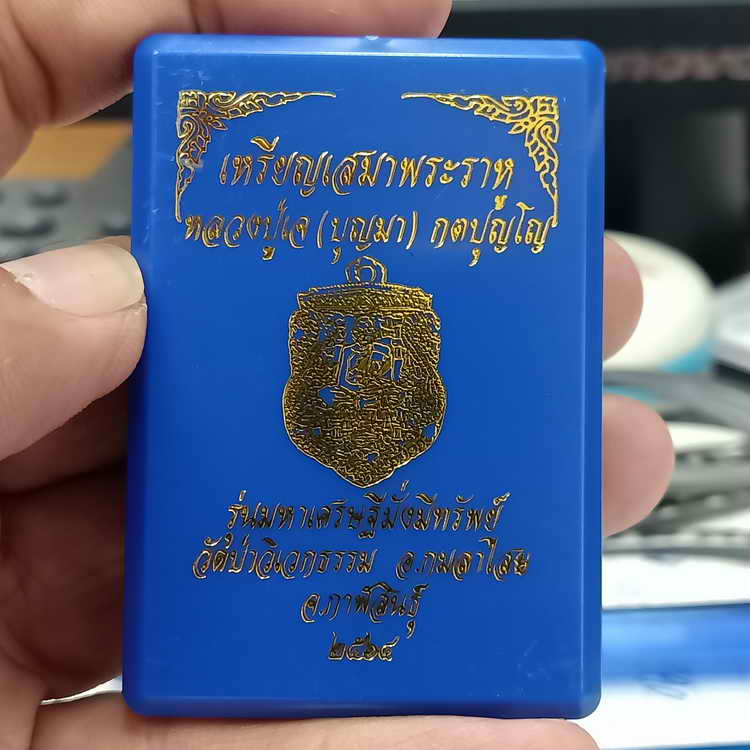 เหรียญเสมาพระราหู
หลวงปู่เจ (บุญมา) กตปุญโญ
รุ่นมหาเศรษฐีมั่งมีทรัพย์
วัดป่าวิเวกธรรม อ.กมลาไสย
จ.กาฬสินธุ์
๒๕๖๔